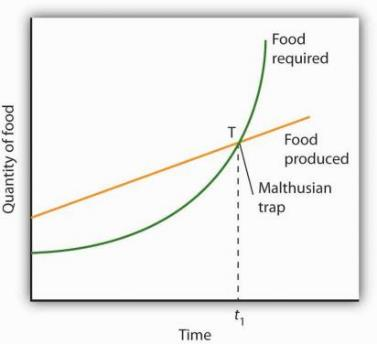 Food
required
T
Food
produced
Malthusian
trap
Quantity of food
t1
Time